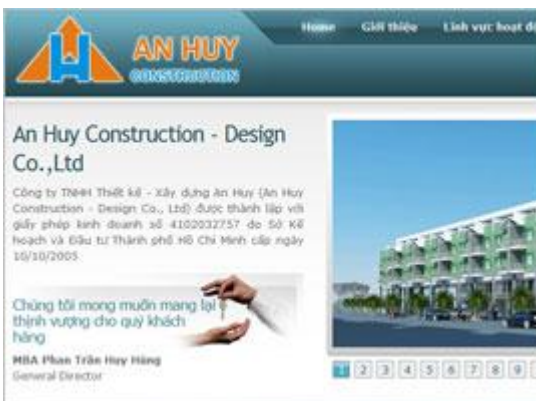 AN HUY
CONSTRUCTION
Home Giới thiệu Lĩnh vực hoạt
An Huy Construction - Design
Co.,Ltd
Công ty TNHH Thiết kế - Xây dựng An Huy (An Huy
Construction - Design Co., Ltd) được thành lập với
giấy phép kinh doanh số 4102032757 do Sở Kế
hoạch và Đầu tư Thành phố Hồ Chí Minh cấp ngày
10/10/2005
Chúng tôi mong muốn mang lại
thịnh vượng cho quý khách
hàng
MBA Phan Trần Huy Hùng
General Director
1 2 3 4 5 6 7 8 9